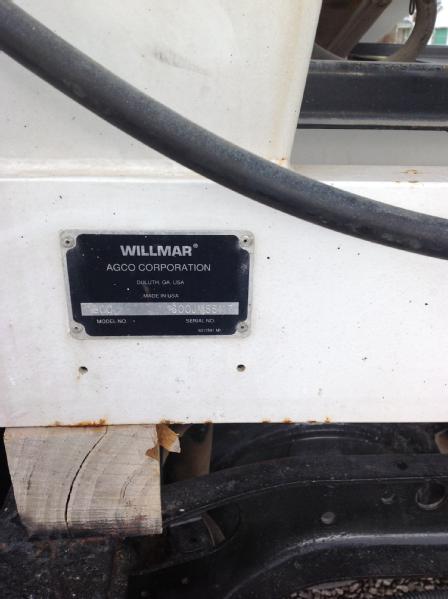 WILLMAR®
AGCO CORPORATION
DULUTH, GA. USA
MADE IN USA
MODEL NO. SERIAL NO.